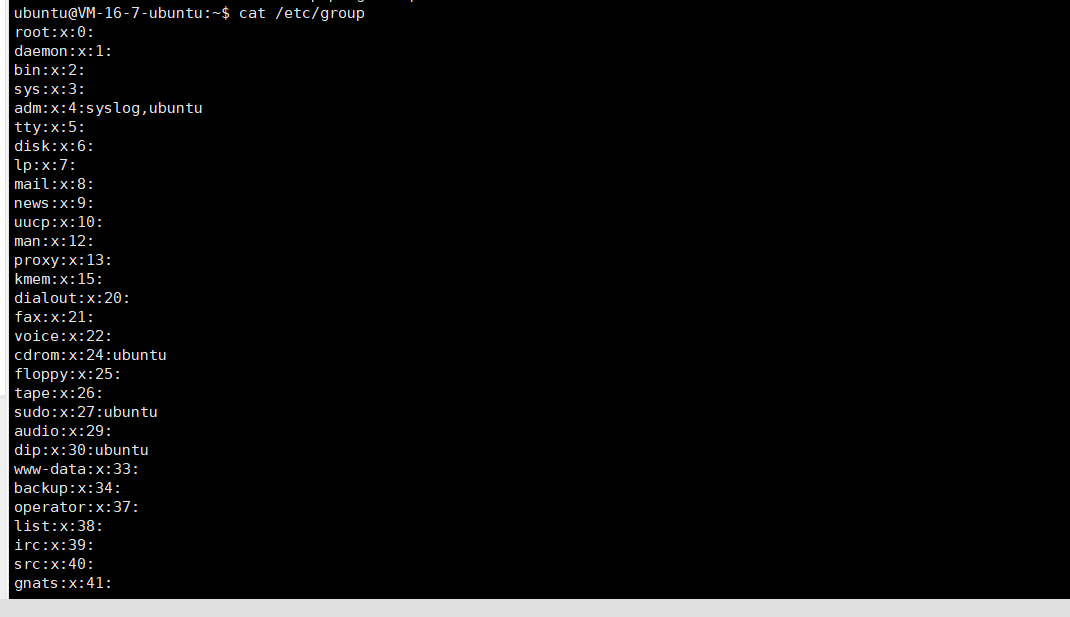 ubuntu@VM-16-7-ubuntu:~$ cat /etc/group
root:x:0:
daemon:x:1:
bin:x:2:
sys:x:3:
adm:x:4:syslog,ubuntu
tty:x:5:
disk:x:6:
lp:x:7:
mail:x:8:
news:x:9:
uucp:x:10:
man:x:12:
proxy:x:13:
kmem:x:15:
dialout:x:20:
fax:x:21:
voice:x:22:
cdrom:x:24:ubuntu
floppy:x:25:
tape:x:26:
sudo:x:27:ubuntu
audio:x:29:
dip:x:30:ubuntu
www-data:x:33:
backup:x:34:
operator:x:37:
list:x:38:
irc:x:39:
src:x:40:
gnats:x:41: